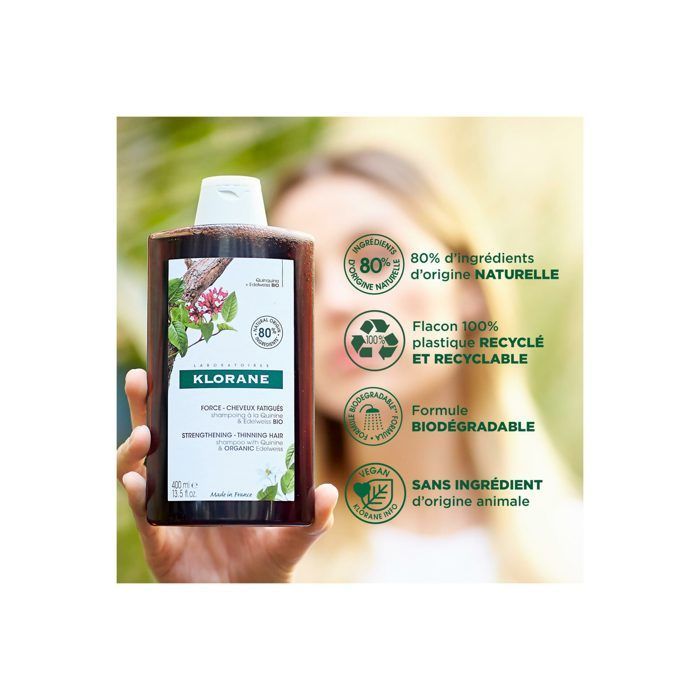 Quinquina
+ Edelweiss BIO
NATURAL ORIGIN
80%
INGREDIENTS*
LABORATOIRES
KLORANE
FORCE - CHEVEUX FATIGUÉS
shampoing à la Quinine
& Edelweiss BIO
STRENGTHENING - THINNING HAIR
shampoo with Quinine
& ORGANIC Edelweiss
400 ml ℮
13.5 fl.oz.
Made in France
INGRÉDIENTS
80%
D'ORIGINE NATURELLE
80% d'ingrédients
d'origine NATURELLE
100%
Flacon 100%
plastique RECYCLÉ
ET RECYCLABLE
FORMULE BIODÉGRADABLE**
Formule
BIODÉGRADABLE
VEGAN
KLORANE INFO
SANS INGRÉDIENT
d'origine animale